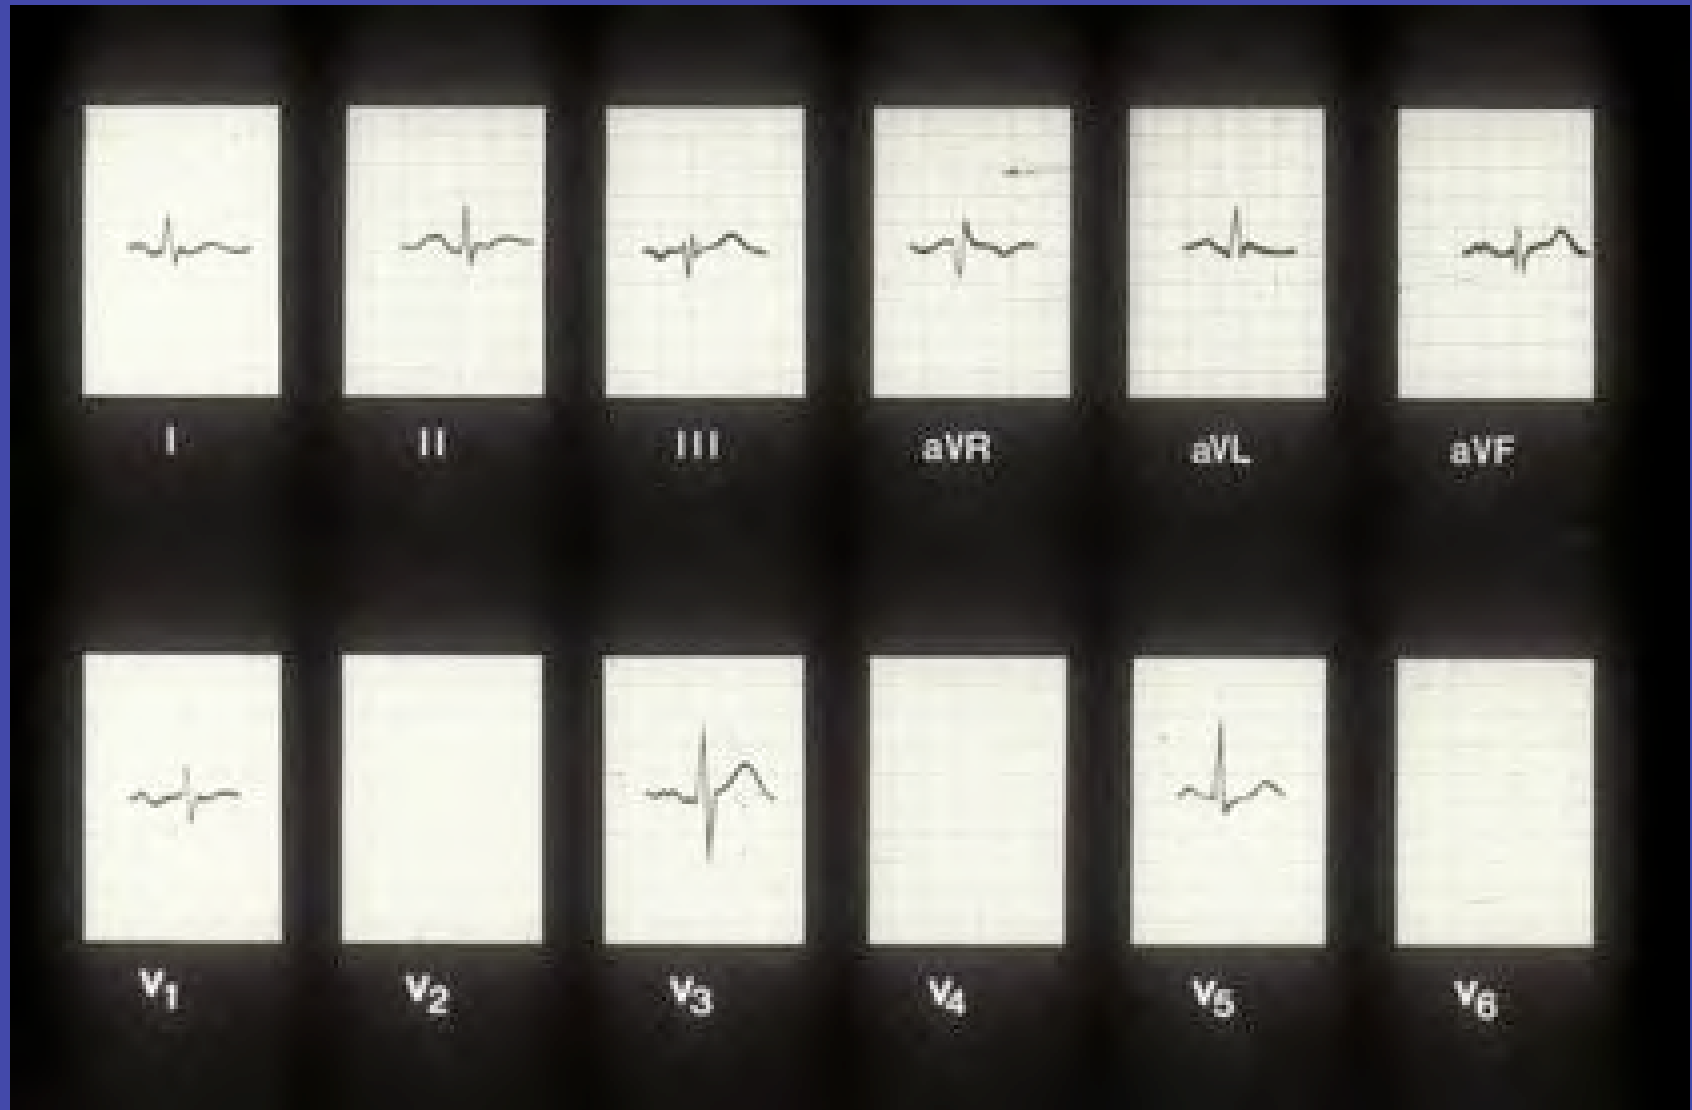 I II III aVR aVL aVF
V₁ V₂ V₃ V₄ V₅ V₆